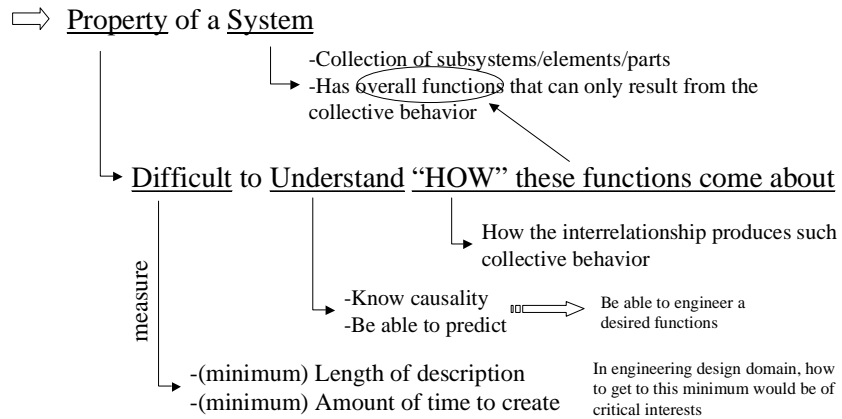 Property of a System
-Collection of subsystems/elements/parts
-Has overall functions that can only result from the
collective behavior
Difficult to Understand “HOW” these functions come about
How the interrelationship produces such
collective behavior
measure
-Know causality
-Be able to predict
Be able to engineer a
desired functions
-(minimum) Length of description
-(minimum) Amount of time to create
In engineering design domain, how
to get to this minimum would be of
critical interests